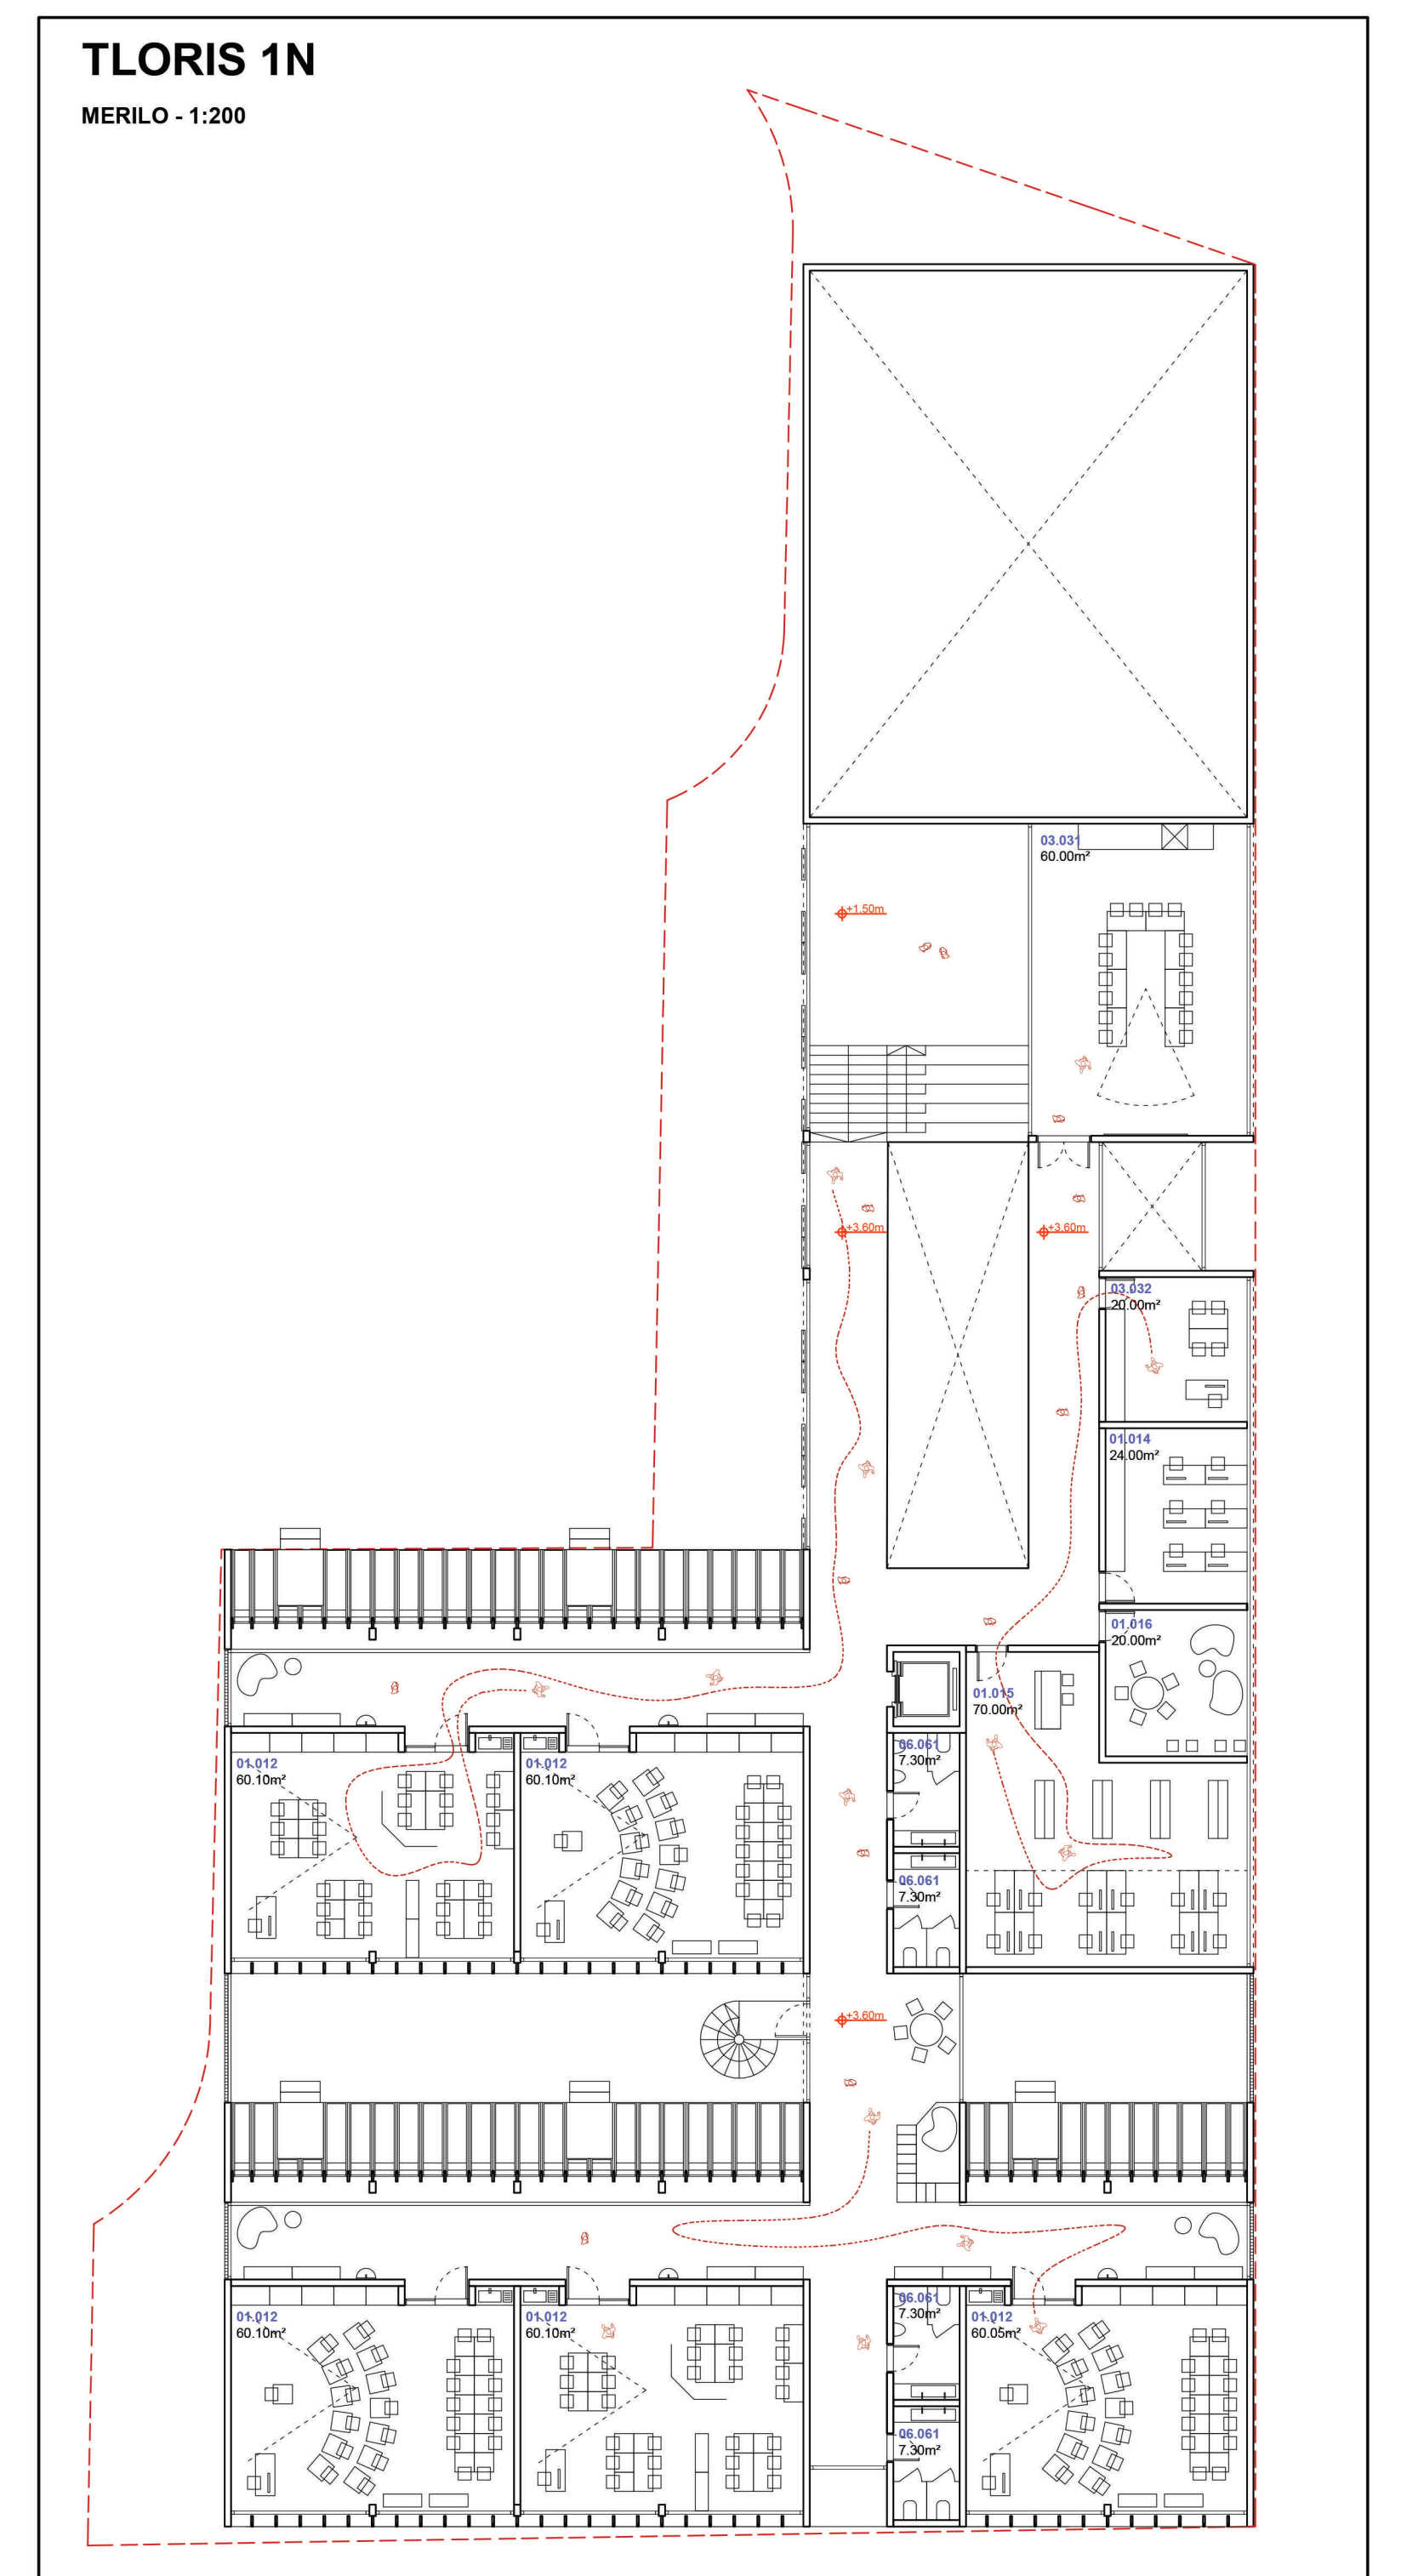 TLORIS 1N
MERILO - 1:200
03.031
60.00m²
+1.50m
+3.60m
+3.60m
03.032
20.00m²
01.014
24.00m²
01.016
20.00m²
01.015
70.00m²
06.061
7.30m²
01.012
60.10m²
01.012
60.10m²
06.061
7.30m²
+3.60m
06.061
7.30m²
01.012
60.10m²
01.012
60.10m²
01.012
60.05m²
06.061
7.30m²